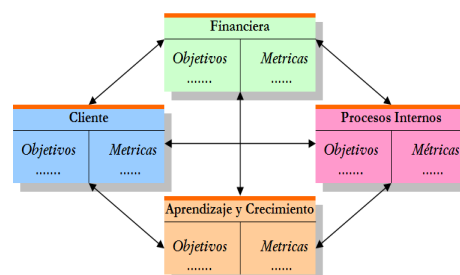 Financiera
Objetivos Metricas
....... ......
Cliente
Objetivos Metricas
....... ......
Procesos Internos
Objetivos Métricas
....... ......
Aprendizaje y Crecimiento
Objetivos Metricas
....... ......